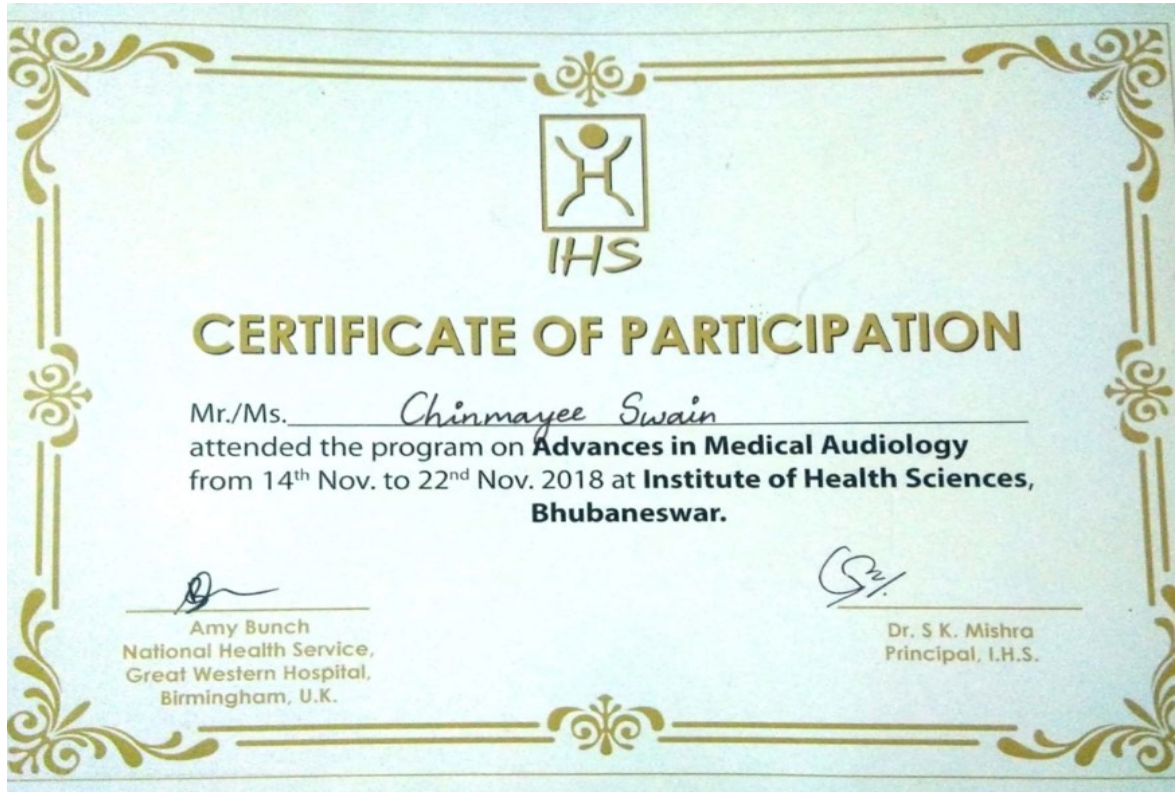 IHS
CERTIFICATE OF PARTICIPATION
Mr./Ms. Chinmayee Swain
attended the program on Advances in Medical Audiology
from 14th Nov. to 22nd Nov. 2018 at Institute of Health Sciences,
Bhubaneswar.
Amy Bunch
National Health Service,
Great Western Hospital,
Birmingham, U.K.
Dr. S K. Mishra
Principal, I.H.S.